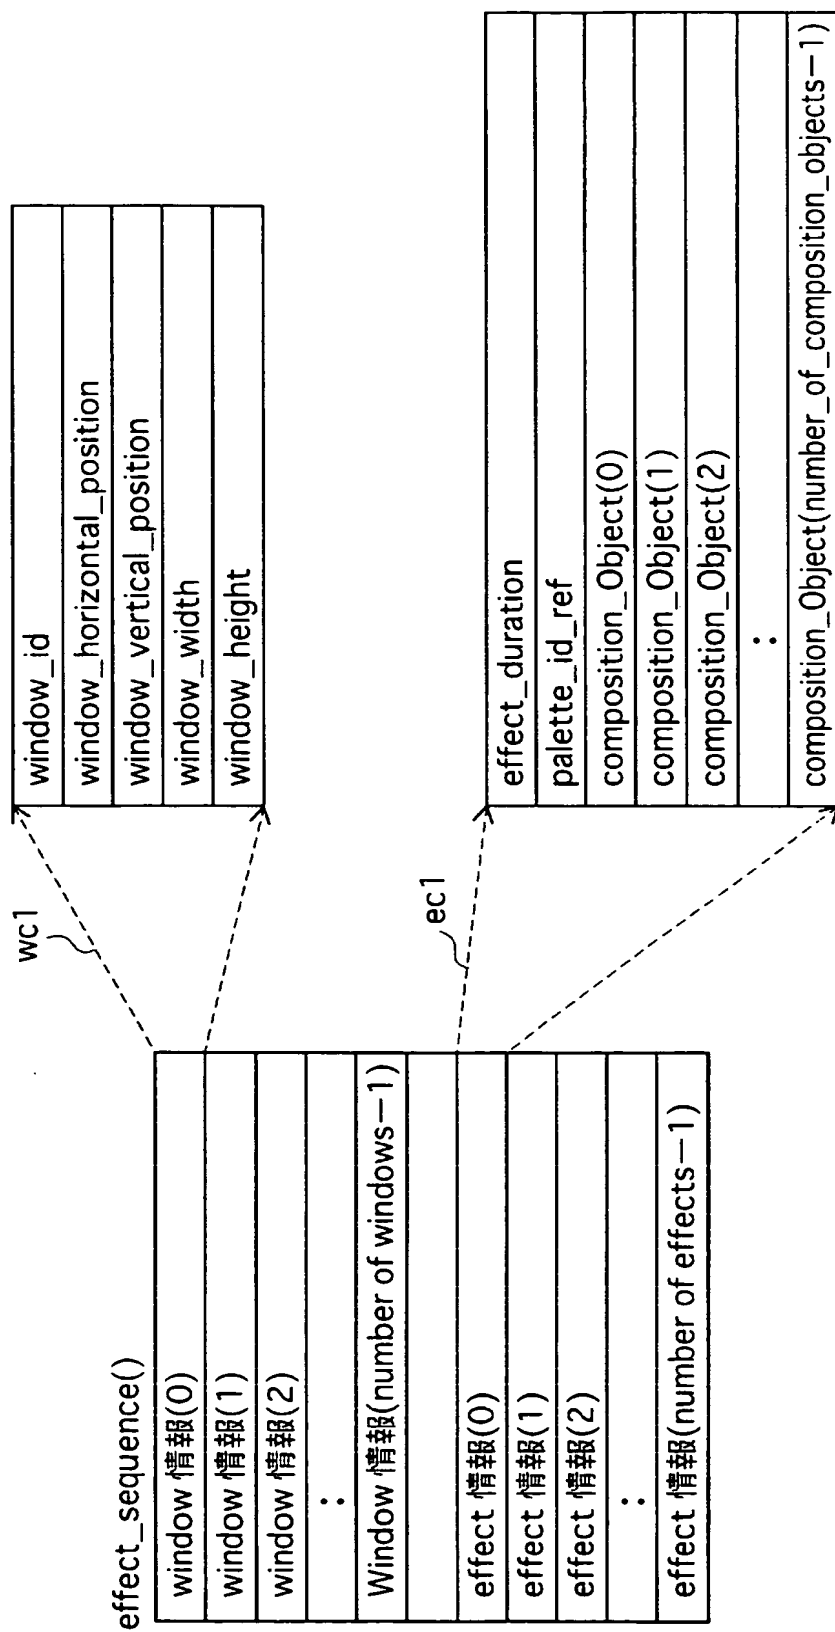 effect_sequence()
window 情報(0)
window 情報(1)
window 情報(2)
:
Window 情報(number of windows－1)
effect 情報(0)
effect 情報(1)
effect 情報(2)
:
effect 情報(number of effects－1)
wc1
window_id
window_horizontal_position
window_vertical_position
window_width
window_height
ec1
effect_duration
palette_id_ref
composition_Object(0)
composition_Object(1)
composition_Object(2)
:
composition_Object(number_of_composition_objects－1)